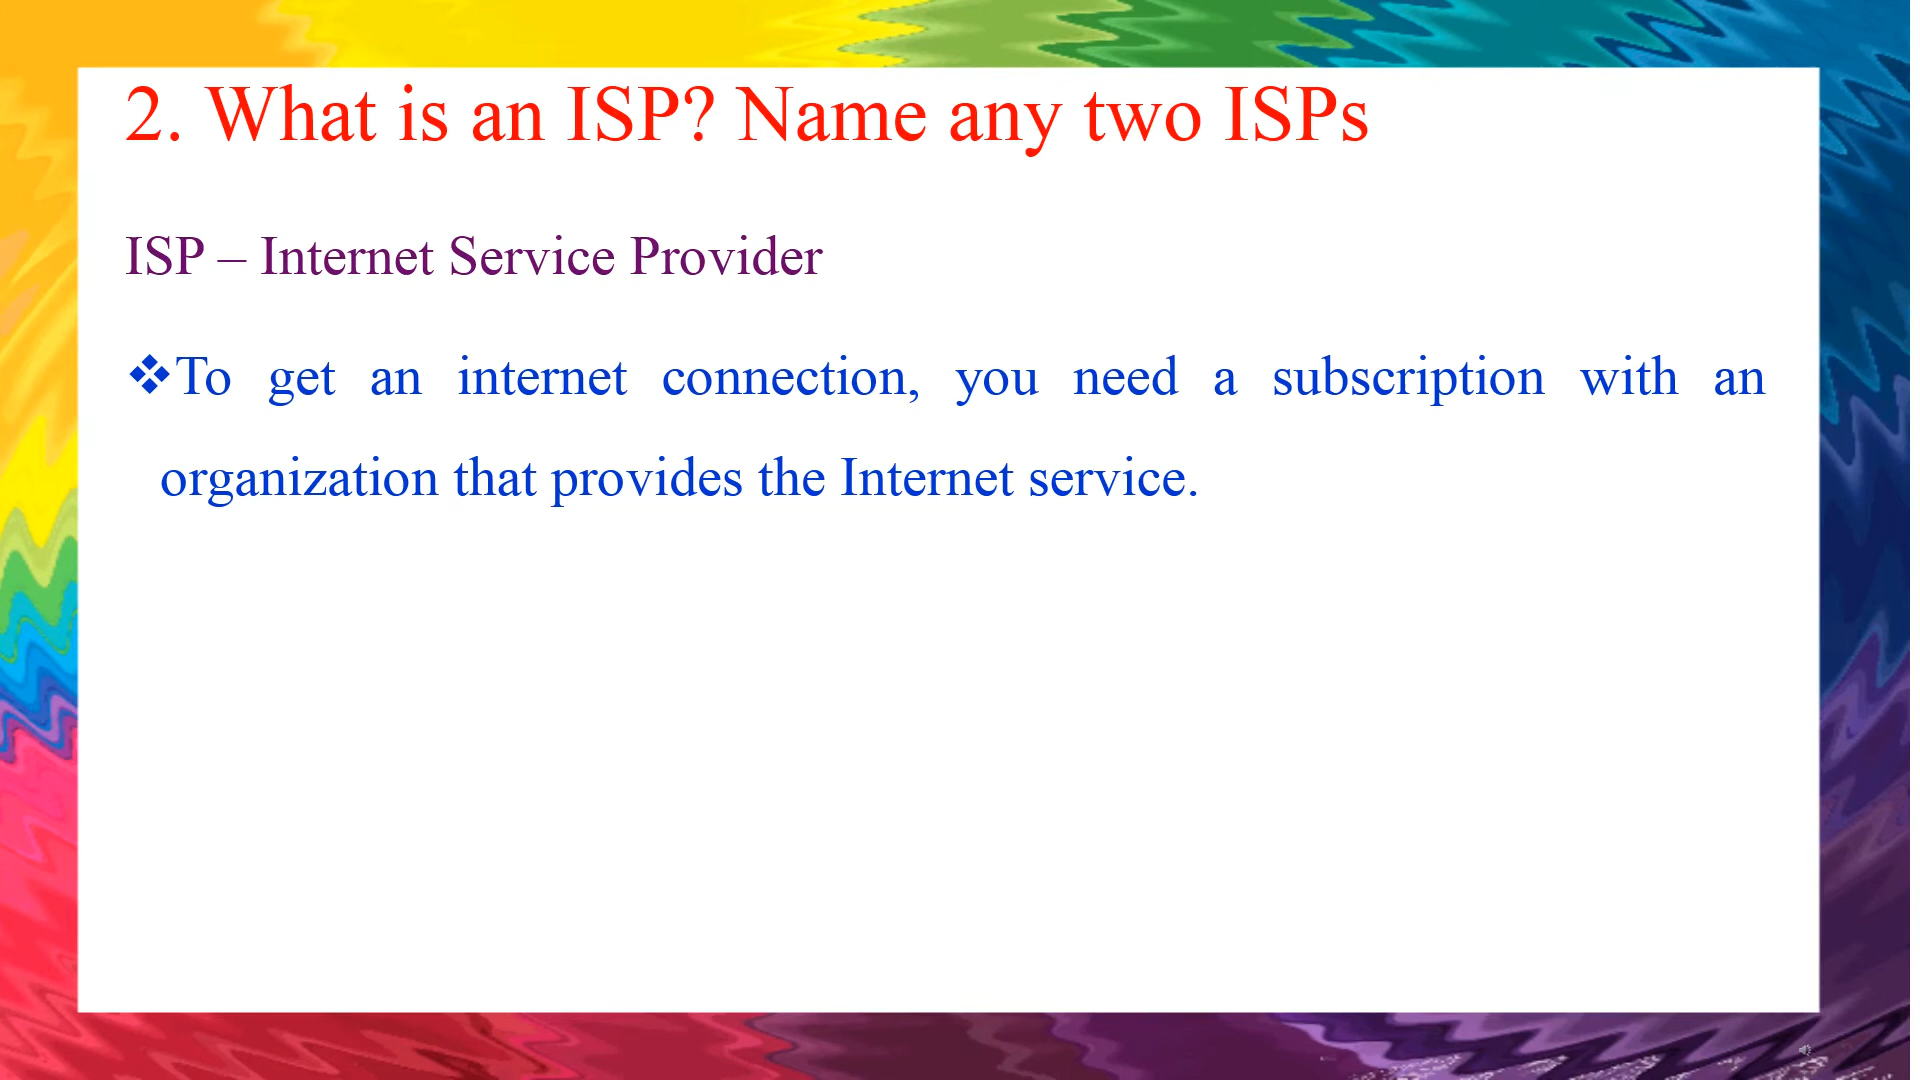 2. What is an ISP? Name any two ISPs
ISP – Internet Service Provider
❖To get an internet connection, you need a subscription with an
organization that provides the Internet service.